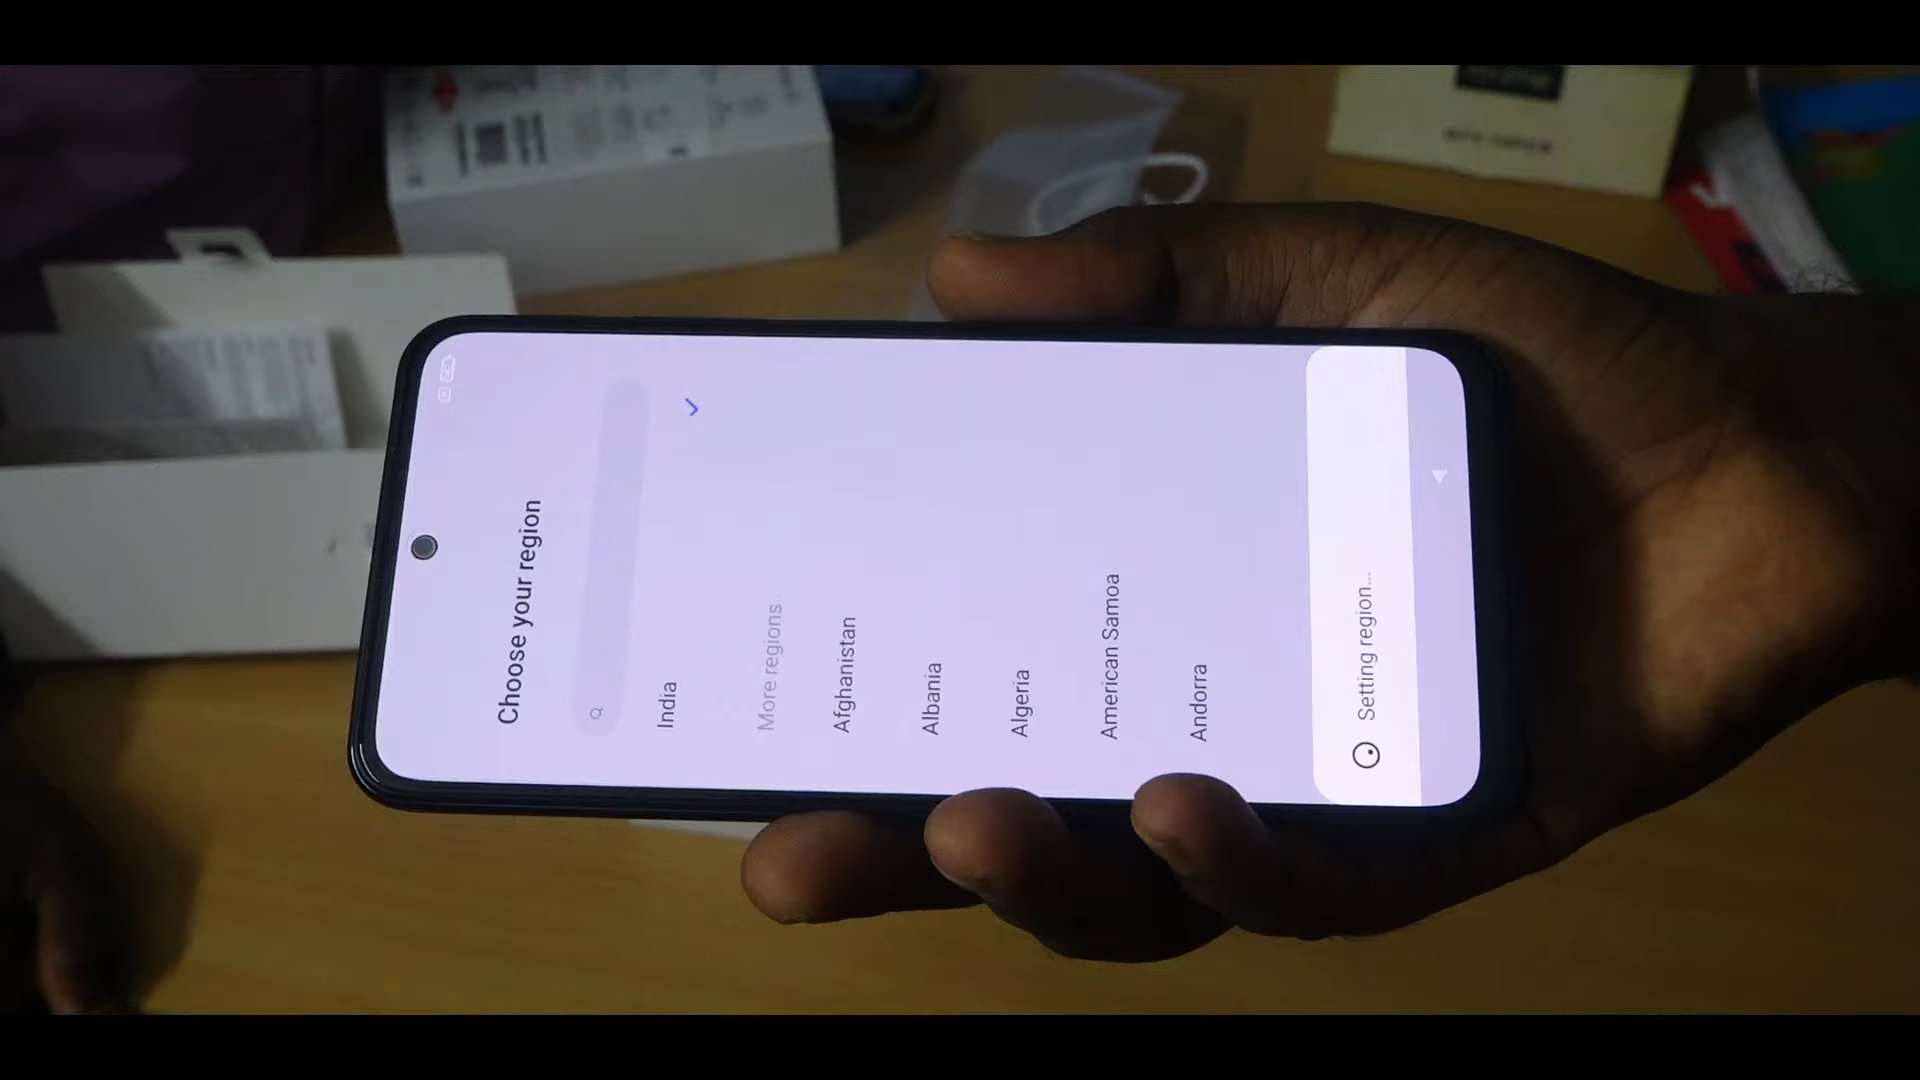 Choose your region
India
More regions
Afghanistan
Albania
Algeria
American Samoa
Andorra
Setting region...